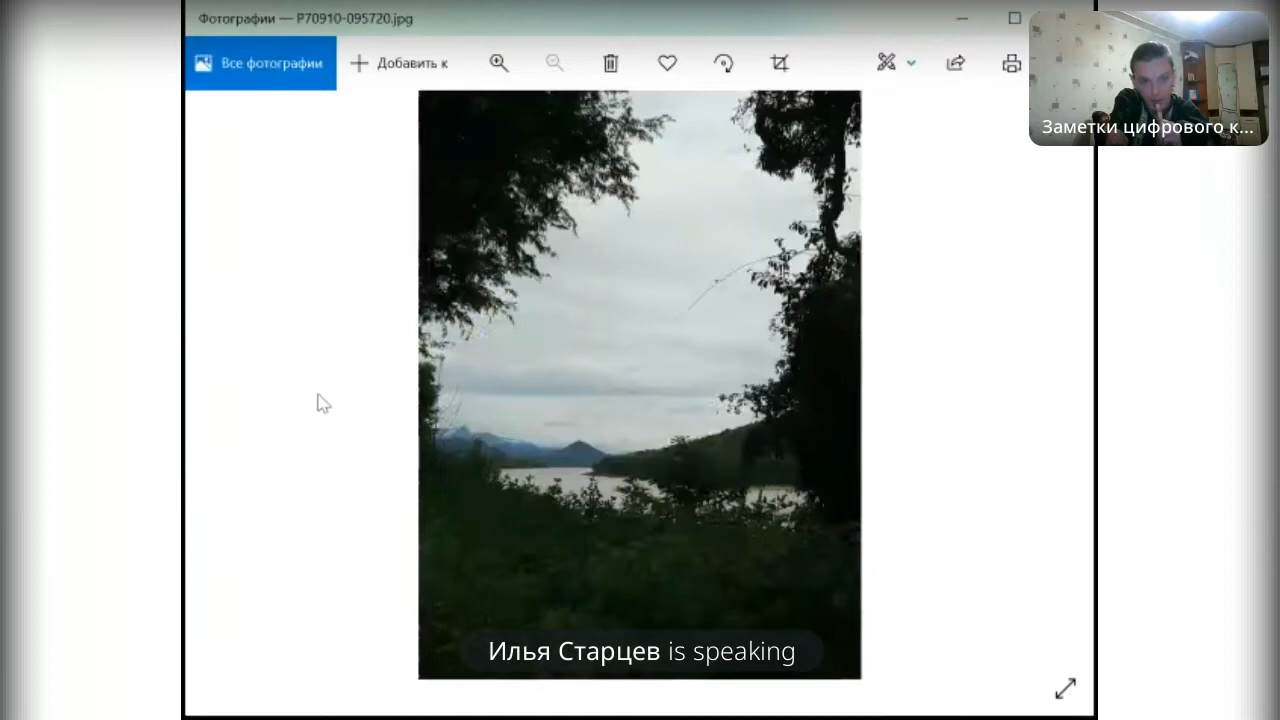 Фотографии — P70910-095720.jpg
Все фотографии
Добавить к
Заметки цифрового к...
Илья Старцев is speaking